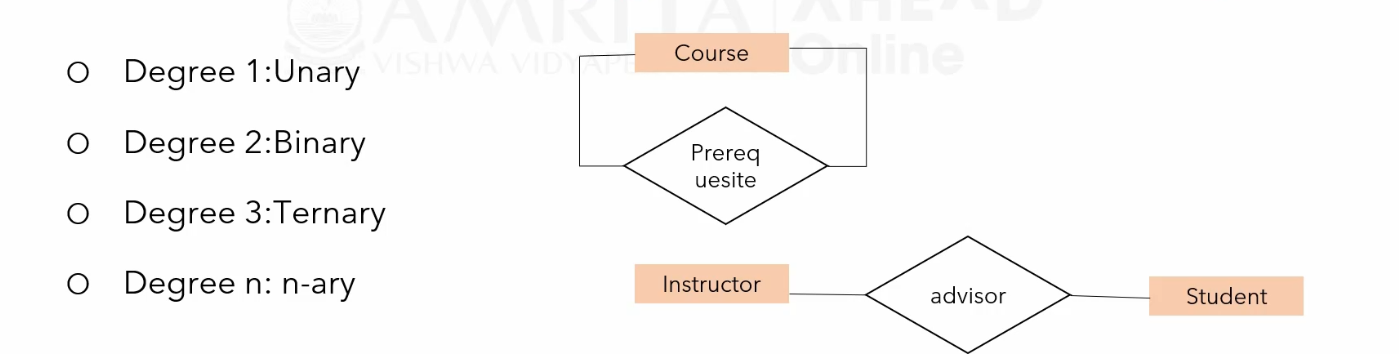 AMRITA AHEAD
VISHWA VIDYAPE Online
Degree 1:Unary
Degree 2:Binary
Degree 3:Ternary
Degree n: n-ary
Course
Prereq
uesite
Instructor
advisor
Student